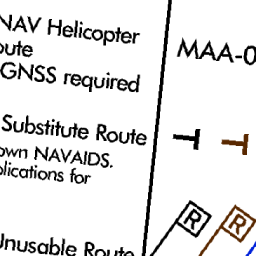 NAV Helicopter
oute
GNSS required
MAA-0
Substitute Route
own NAVAIDS.
plications for
R R
Unusable Route